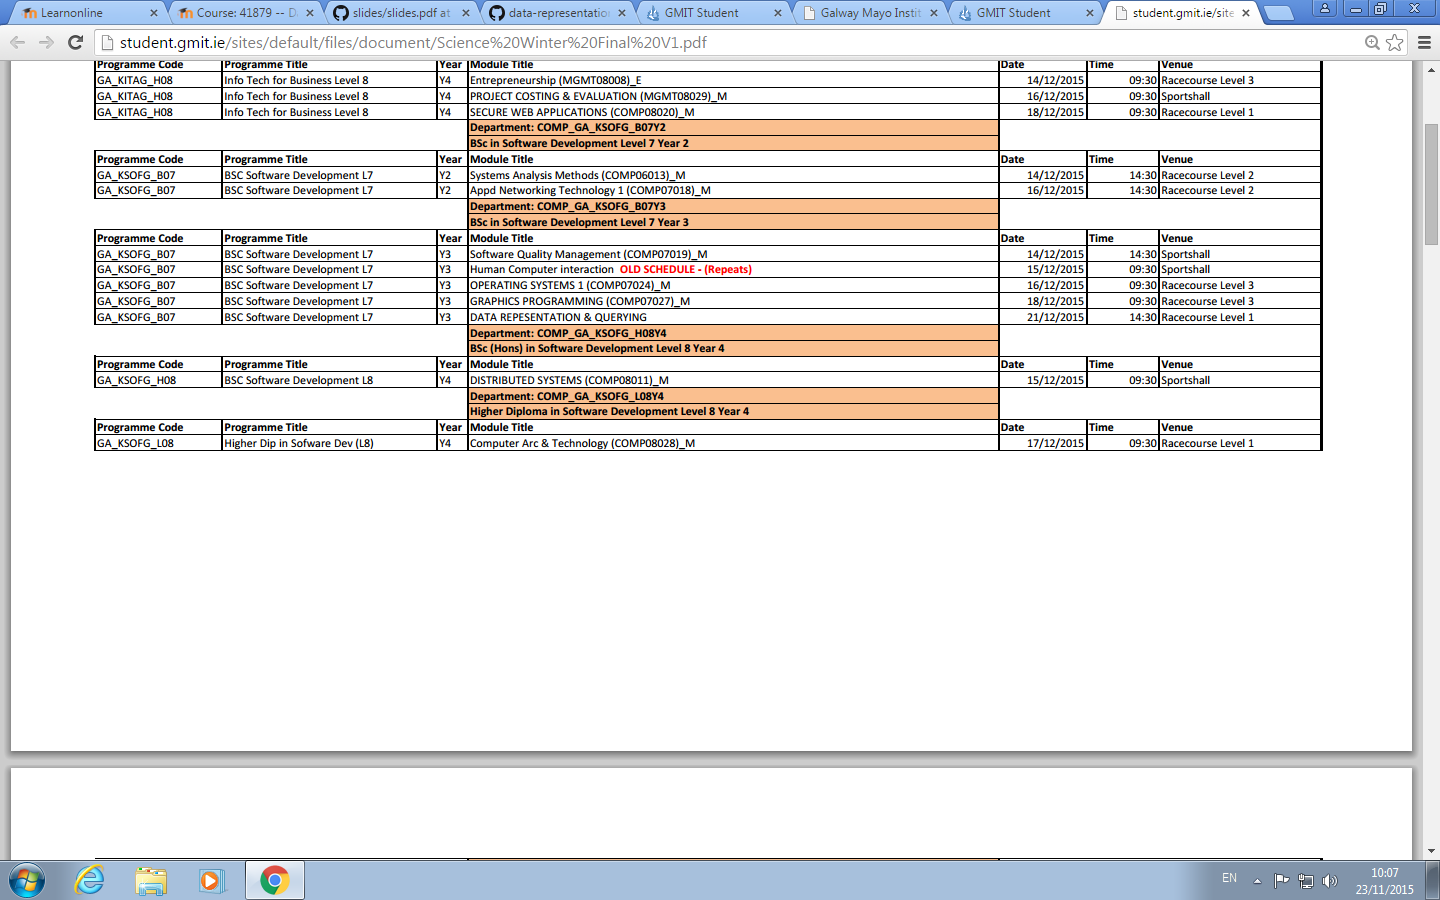 Learnonline
Course: 41879 -- D
slides/slides.pdf at
data-representation
GMIT Student
Galway Mayo Instit
GMIT Student
student.gmit.ie/site
student.gmit.ie/sites/default/files/document/Science%20Winter%20Final%20V1.pdf
Programme Code Programme Title Year Module Title Date Time Venue
GA_KITAG_H08 Info Tech for Business Level 8 Y4 Entrepreneurship (MGMT08008)_E 14/12/2015 09:30 Racecourse Level 3
GA_KITAG_H08 Info Tech for Business Level 8 Y4 PROJECT COSTING & EVALUATION (MGMT08029)_M 16/12/2015 09:30 Sportshall
GA_KITAG_H08 Info Tech for Business Level 8 Y4 SECURE WEB APPLICATIONS (COMP08020)_M 18/12/2015 09:30 Racecourse Level 1
Department: COMP_GA_KSOFG_B07Y2
BSc in Software Development Level 7 Year 2
Programme Code Programme Title Year Module Title Date Time Venue
GA_KSOFG_B07 BSC Software Development L7 Y2 Systems Analysis Methods (COMP06013)_M 14/12/2015 14:30 Racecourse Level 2
GA_KSOFG_B07 BSC Software Development L7 Y2 Appd Networking Technology 1 (COMP07018)_M 16/12/2015 14:30 Racecourse Level 2
Department: COMP_GA_KSOFG_B07Y3
BSc in Software Development Level 7 Year 3
Programme Code Programme Title Year Module Title Date Time Venue
GA_KSOFG_B07 BSC Software Development L7 Y3 Software Quality Management (COMP07019)_M 14/12/2015 14:30 Sportshall
GA_KSOFG_B07 BSC Software Development L7 Y3 Human Computer interaction OLD SCHEDULE - (Repeats) 15/12/2015 09:30 Sportshall
GA_KSOFG_B07 BSC Software Development L7 Y3 OPERATING SYSTEMS 1 (COMP07024)_M 16/12/2015 09:30 Racecourse Level 3
GA_KSOFG_B07 BSC Software Development L7 Y3 GRAPHICS PROGRAMMING (COMP07027)_M 18/12/2015 09:30 Racecourse Level 3
GA_KSOFG_B07 BSC Software Development L7 Y3 DATA REPESENTATION & QUERYING 21/12/2015 14:30 Racecourse Level 1
Department: COMP_GA_KSOFG_H08Y4
BSc (Hons) in Software Development Level 8 Year 4
Programme Code Programme Title Year Module Title Date Time Venue
GA_KSOFG_H08 BSC Software Development L8 Y4 DISTRIBUTED SYSTEMS (COMP08011)_M 15/12/2015 09:30 Sportshall
Department: COMP_GA_KSOFG_L08Y4
Higher Diploma in Software Development Level 8 Year 4
Programme Code Programme Title Year Module Title Date Time Venue
GA_KSOFG_L08 Higher Dip in Sofware Dev (L8) Y4 Computer Arc & Technology (COMP08028)_M 17/12/2015 09:30 Racecourse Level 1
EN
10:07
23/11/2015